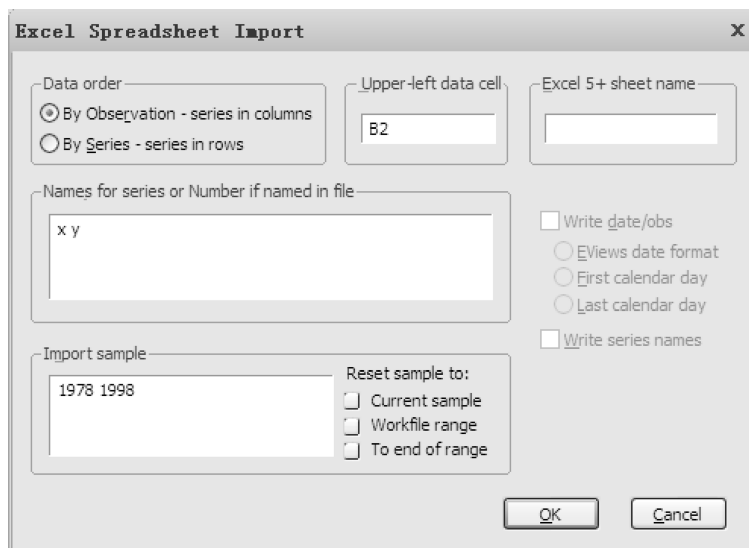 Excel Spreadsheet Import
x
Data order
By Observation - series in columns
By Series - series in rows
Upper-left data cell
B2
Excel 5+ sheet name
Names for series or Number if named in file
x y
Write date/obs
EViews date format
First calendar day
Last calendar day
Write series names
Import sample
1978 1998
Reset sample to:
Current sample
Workfile range
To end of range
OK
Cancel